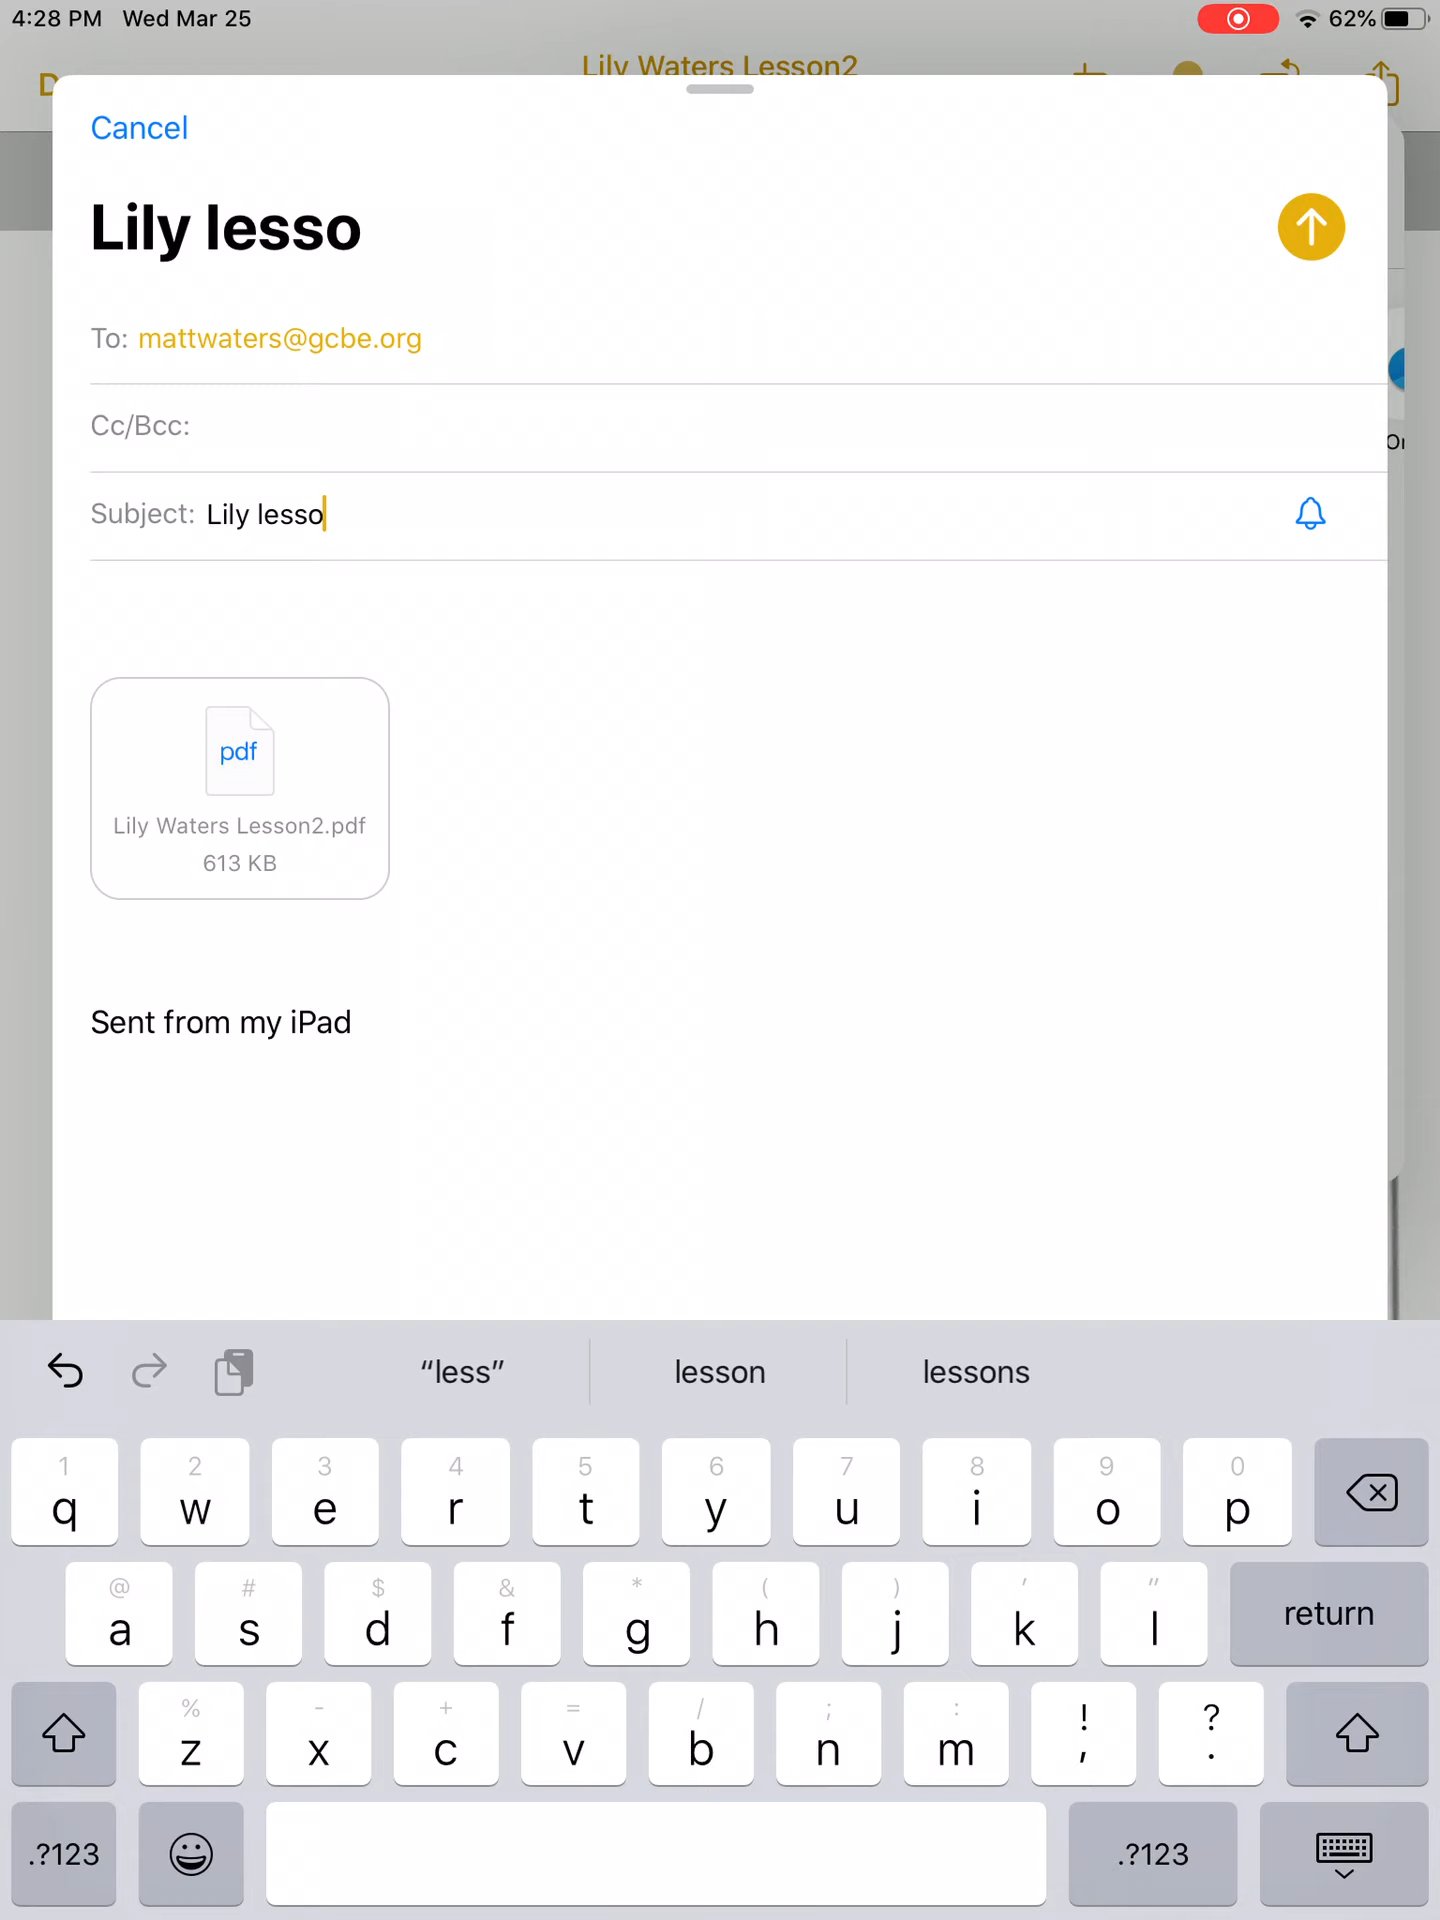 4:28 PM Wed Mar 25
62%
Lily Waters Lesson2
Cancel
Lily lesso
To: mattwaters@gcbe.org
Cc/Bcc:
Subject: Lily lesso
pdf
Lily Waters Lesson2.pdf
613 KB
Sent from my iPad
“less” lesson lessons
1 2 3 4 5 6 7 8 9 0
q w e r t y u i o p
@ # $ & * ( ) ' "
a s d f g h j k l return
% - + = / ; : ! ?
z x c v b n m , .
.?123 .?123